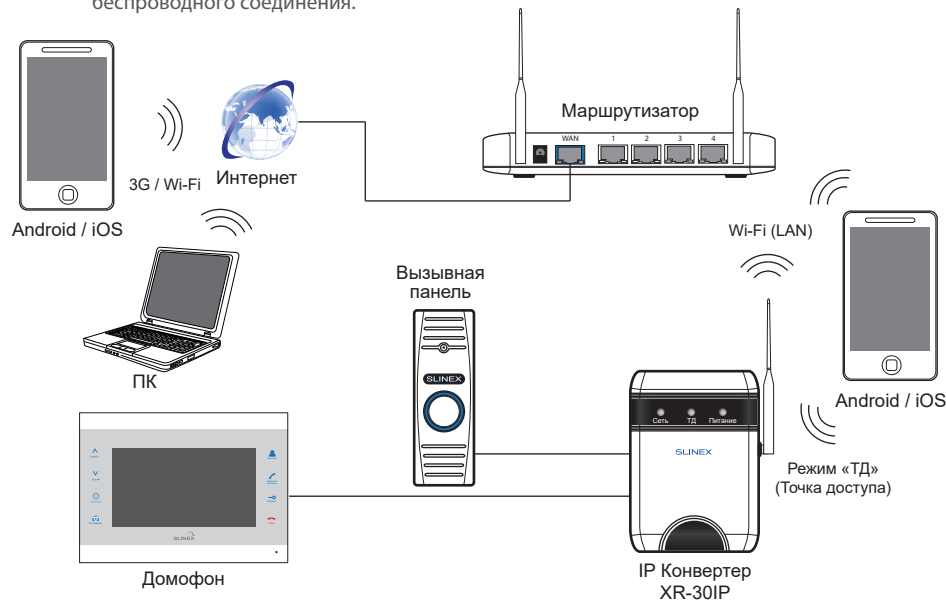 беспроводного соединения.
Маршрутизатор
WAN
1
2
3
4
3G / Wi-Fi
Интернет
Android / iOS
Wi-Fi (LAN)
Вызывная
панель
SLINEX
ПК
Android / iOS
Сеть
ТД
Питание
SLINEX
Режим «ТД»
(Точка доступа)
SLINEX
Домофон
IP Конвертер
XR-30IP